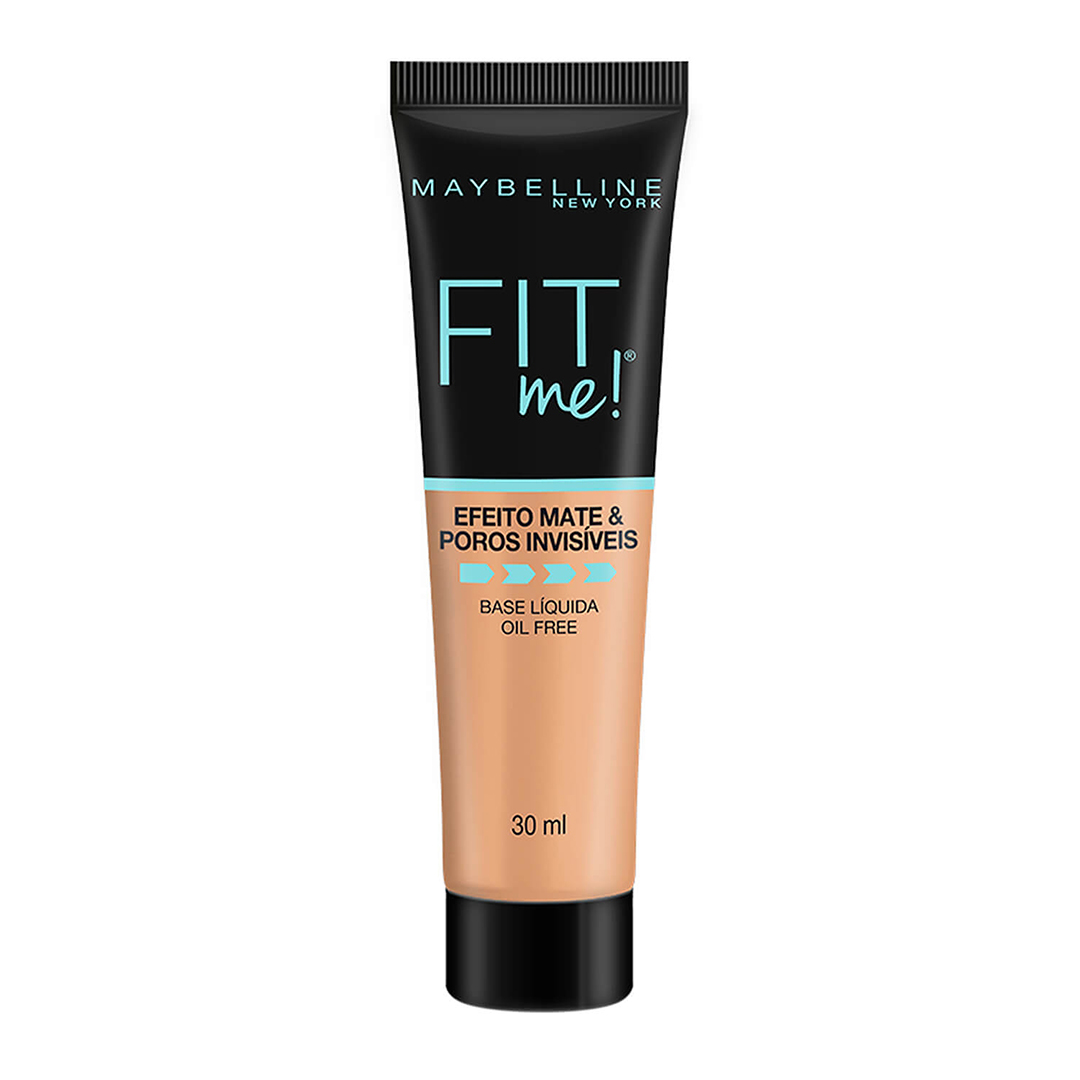 MAYBELLINE
NEW YORK
FIT
me!®
EFEITO MATE &
POROS INVISÍVEIS
BASE LÍQUIDA
OIL FREE
30 ml